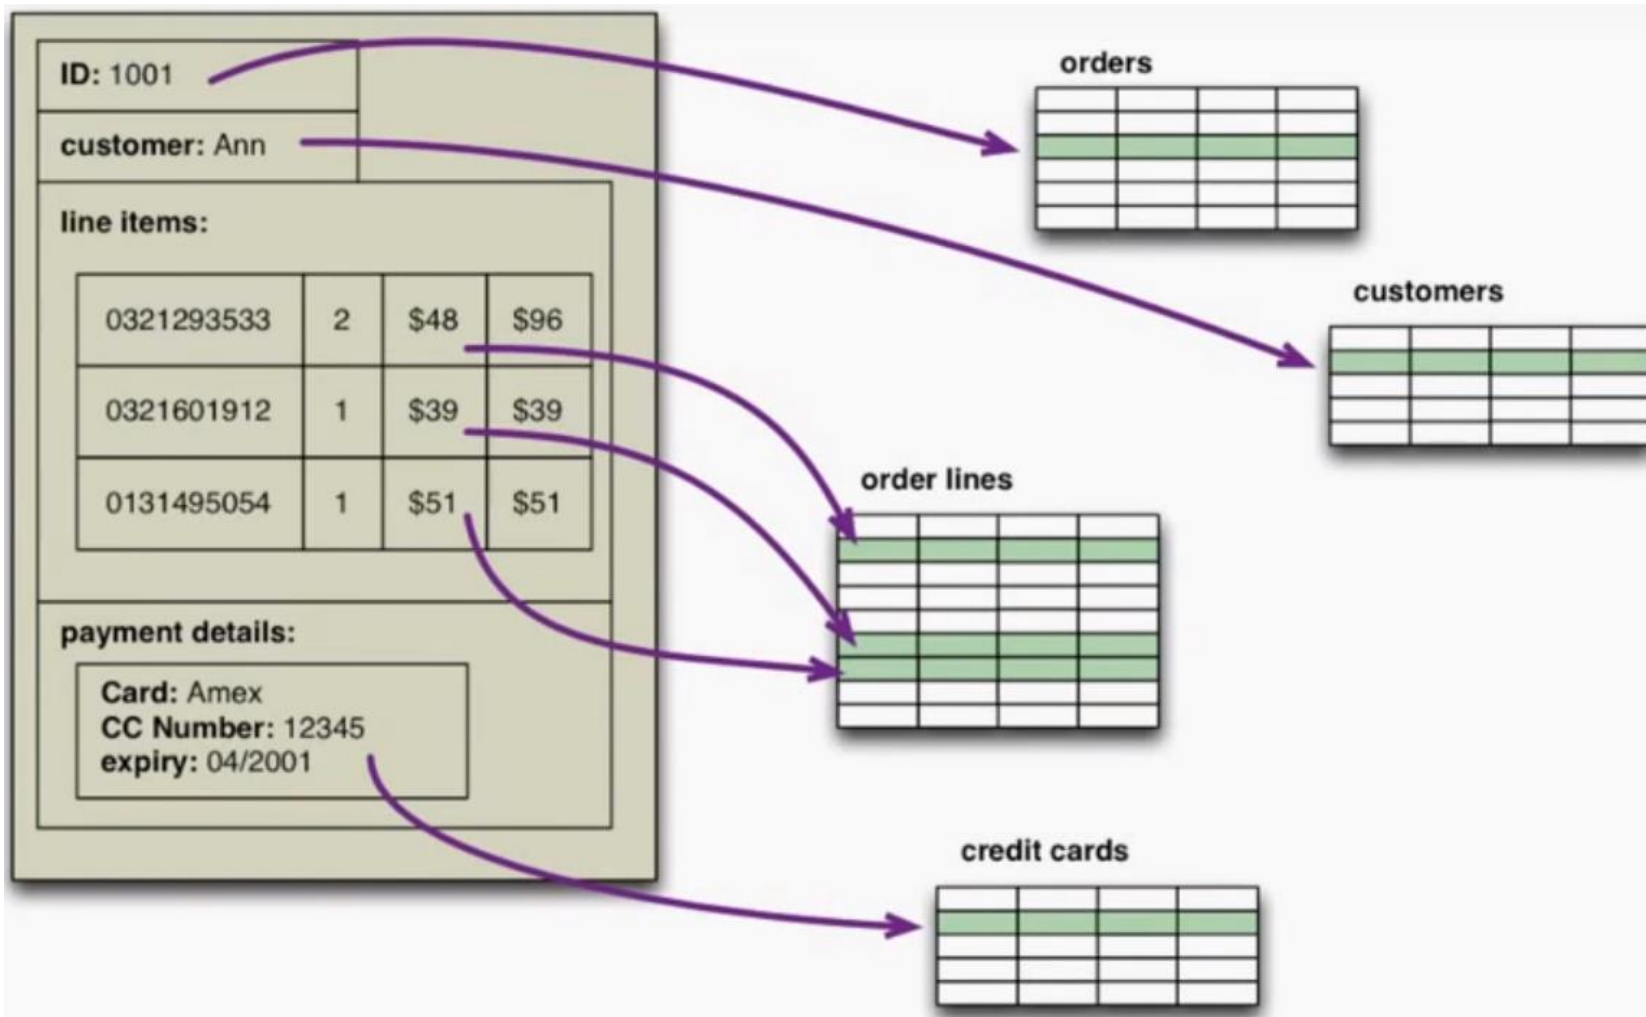 ID: 1001
customer: Ann
line items:
0321293533 2 $48 $96
0321601912 1 $39 $39
0131495054 1 $51 $51
payment details:
Card: Amex
CC Number: 12345
expiry: 04/2001
orders
customers
order lines
credit cards